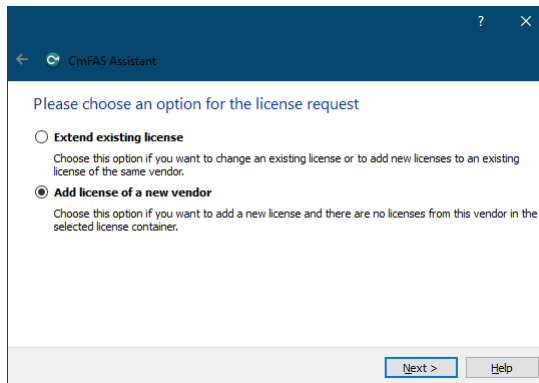 ?
CmFAS Assistant
Please choose an option for the license request
Extend existing license
Choose this option if you want to change an existing license or to add new licenses to an existing
license of the same vendor.
Add license of a new vendor
Choose this option if you want to add a new license and there are no licenses from this vendor in the
selected license container.
Next >
Help